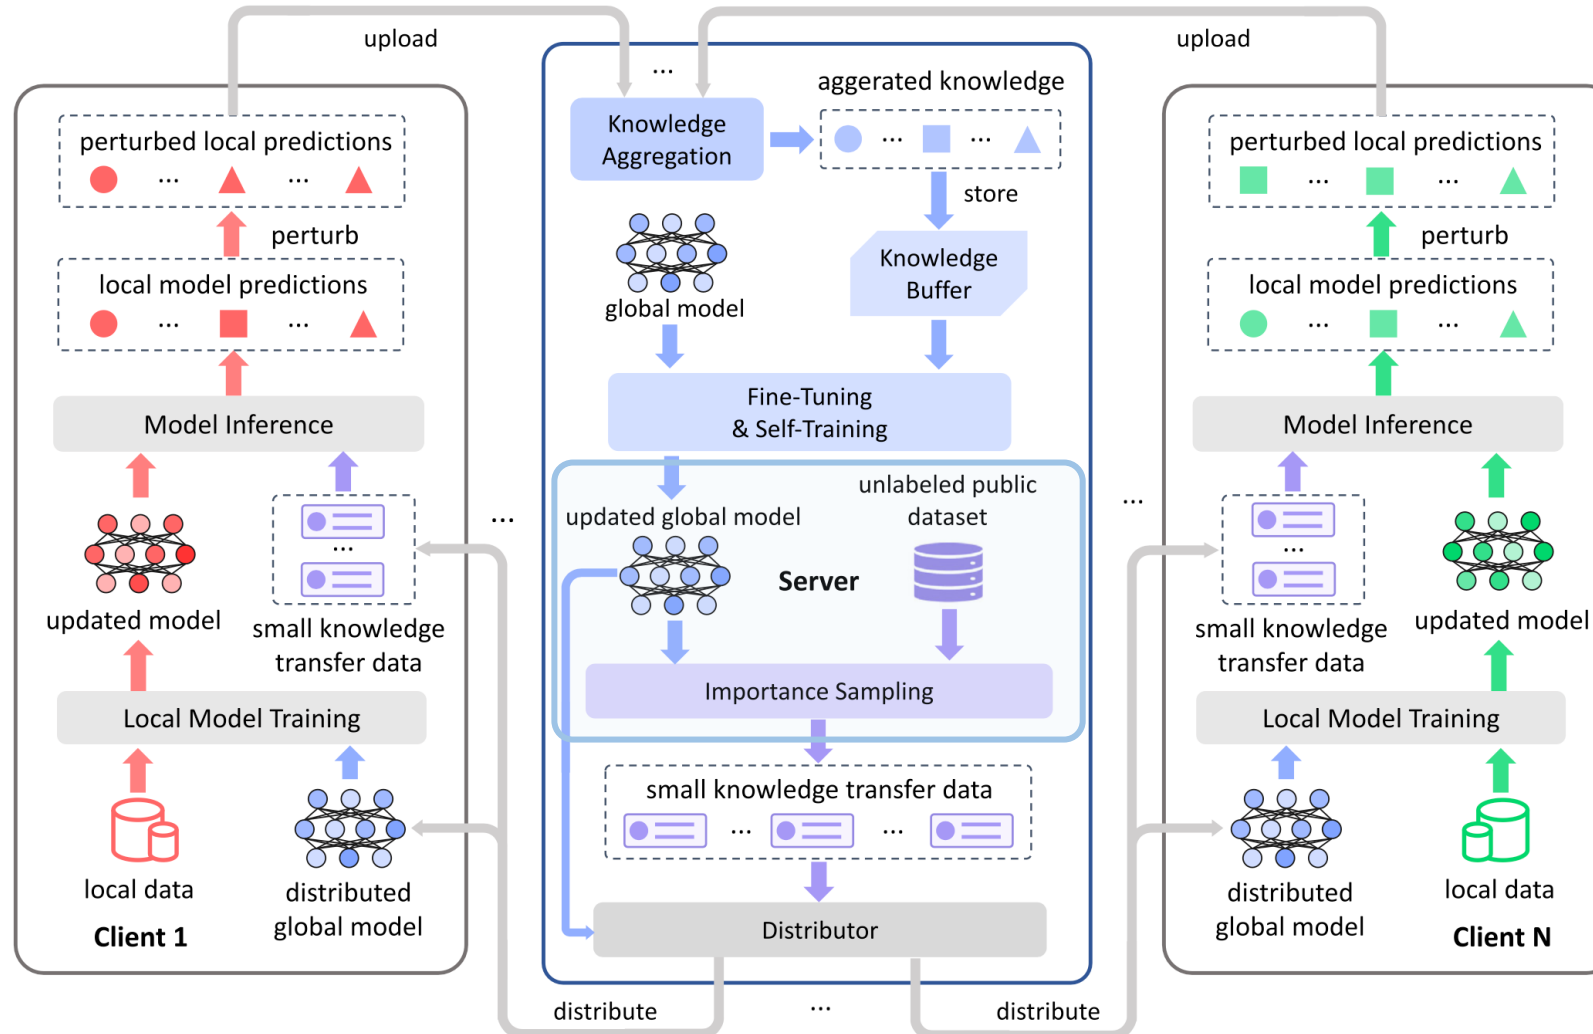 upload
perturbed local predictions
...
...
perturb
local model predictions
...
...
Model Inference
...
updated model
small knowledge
transfer data
Local Model Training
local data
distributed
global model
Client 1
...
...
Knowledge
Aggregation
aggerated knowledge
...
...
store
global model
Knowledge
Buffer
Fine-Tuning
& Self-Training
updated global model
unlabeled public
dataset
Server
Importance Sampling
small knowledge transfer data
...
...
Distributor
distribute
...
distribute
upload
...
perturbed local predictions
...
...
perturb
local model predictions
...
...
Model Inference
...
small knowledge
transfer data
updated model
Local Model Training
distributed
global model
local data
Client N